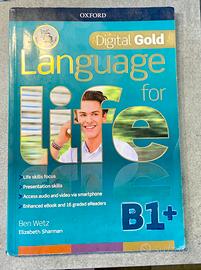 OXFORD
Digital Gold
Language
for
life
• Life skills focus
• Presentation skills
• Access audio and video via smartphone
• Enhanced eBook and 16 graded eReaders
Ben Wetz
Elizabeth Sharman
B1+